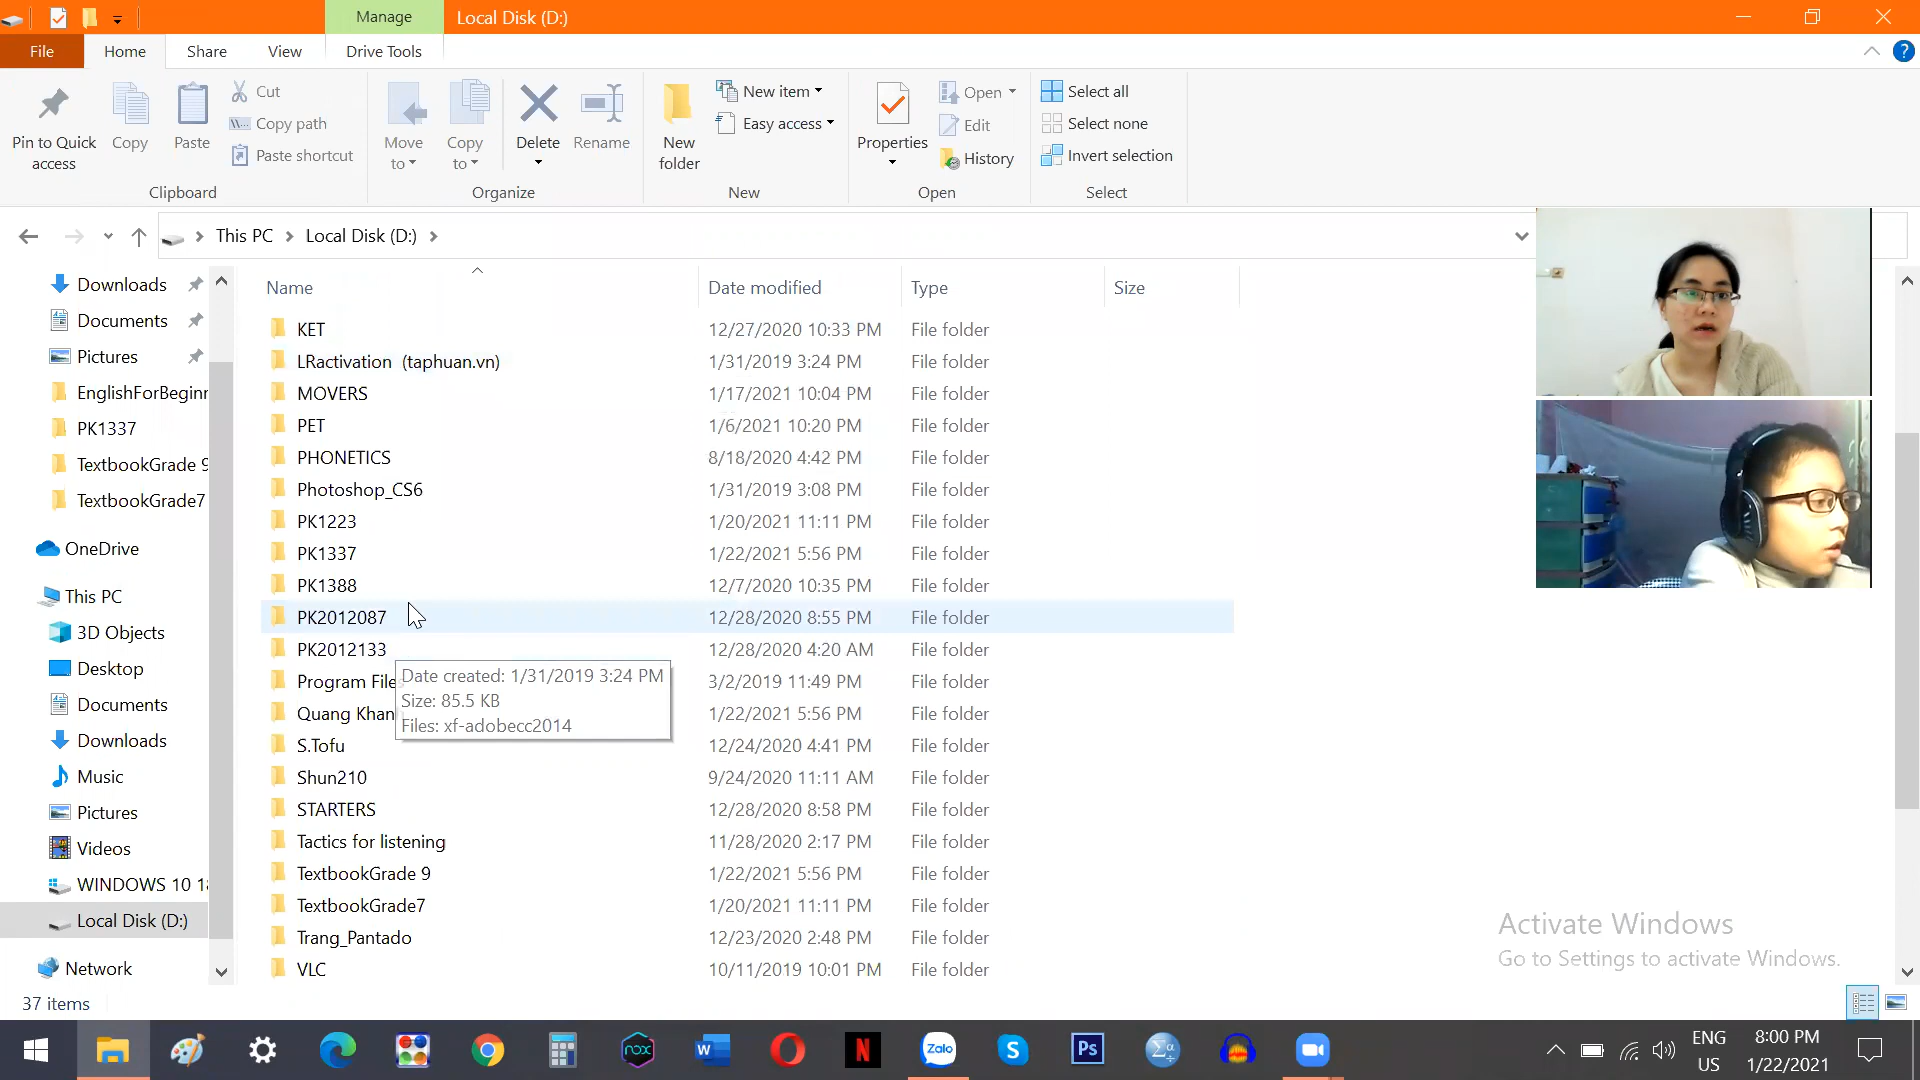 Manage
Local Disk (D:)
File
Home
Share
View
Drive Tools
Pin to Quick access
Copy
Paste
Cut
Copy path
Paste shortcut
Clipboard
Move to
Copy to
Delete
Rename
Organize
New folder
New item
Easy access
New
Properties
Open
Edit
History
Open
Select all
Select none
Invert selection
Select
This PC
Local Disk (D:)
Downloads
Documents
Pictures
EnglishForBeginr
PK1337
TextbookGrade 9
TextbookGrade7
OneDrive
This PC
3D Objects
Desktop
Documents
Downloads
Music
Pictures
Videos
WINDOWS 10 18
Local Disk (D:)
Network
Name Date modified Type Size
KET 12/27/2020 10:33 PM File folder
LRactivation (taphuan.vn) 1/31/2019 3:24 PM File folder
MOVERS 1/17/2021 10:04 PM File folder
PET 1/6/2021 10:20 PM File folder
PHONETICS 8/18/2020 4:42 PM File folder
Photoshop_CS6 1/31/2019 3:08 PM File folder
PK1223 1/20/2021 11:11 PM File folder
PK1337 1/22/2021 5:56 PM File folder
PK1388 12/7/2020 10:35 PM File folder
PK2012087 12/28/2020 8:55 PM File folder
PK2012133 12/28/2020 4:20 AM File folder
Program File 3/2/2019 11:49 PM File folder
Quang Khan 1/22/2021 5:56 PM File folder
S.Tofu 12/24/2020 4:41 PM File folder
Shun210 9/24/2020 11:11 AM File folder
STARTERS 12/28/2020 8:58 PM File folder
Tactics for listening 11/28/2020 2:17 PM File folder
TextbookGrade 9 1/22/2021 5:56 PM File folder
TextbookGrade7 1/20/2021 11:11 PM File folder
Trang_Pantado 12/23/2020 2:48 PM File folder
VLC 10/11/2019 10:01 PM File folder
Date created: 1/31/2019 3:24 PM
Size: 85.5 KB
Files: xf-adobecc2014
Activate Windows
Go to Settings to activate Windows.
37 items
nox
W
N
Zalo
S
Ps
ENG
US
8:00 PM
1/22/2021